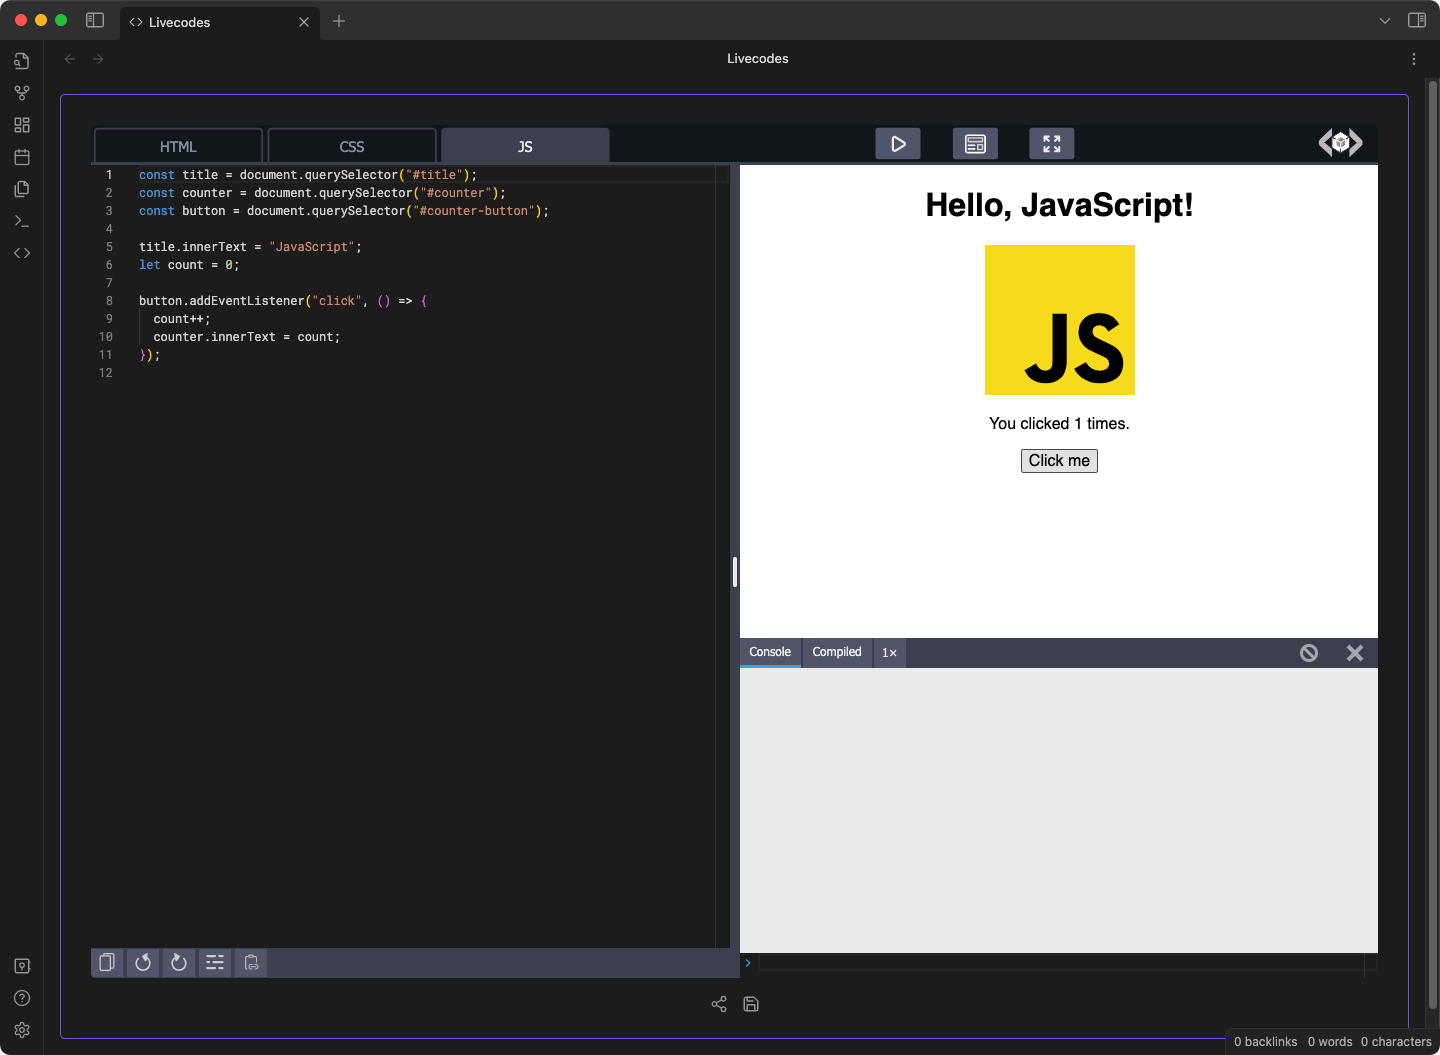 Livecodes
Livecodes
HTML CSS JS
1 const title = document.querySelector("#title");
2 const counter = document.querySelector("#counter");
3 const button = document.querySelector("#counter-button");
4
5 title.innerText = "JavaScript";
6 let count = 0;
7
8 button.addEventListener("click", () => {
9 count++;
10 counter.innerText = count;
11 });
12
Hello, JavaScript!
JS
You clicked 1 times.
Click me
Console Compiled 1×
0 backlinks 0 words 0 characters